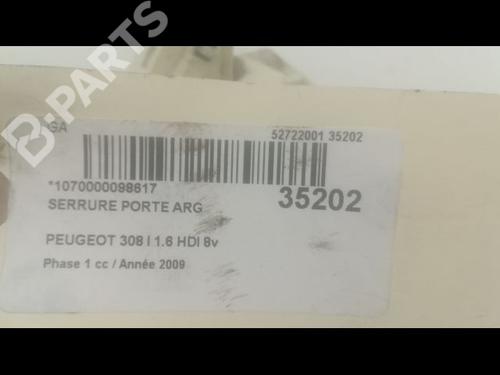 B-PARTS
GA
52722001 35202
*1070000098617
35202
SERRURE PORTE ARG
PEUGEOT 308 I 1.6 HDI 8v
Phase 1 cc / Année 2009